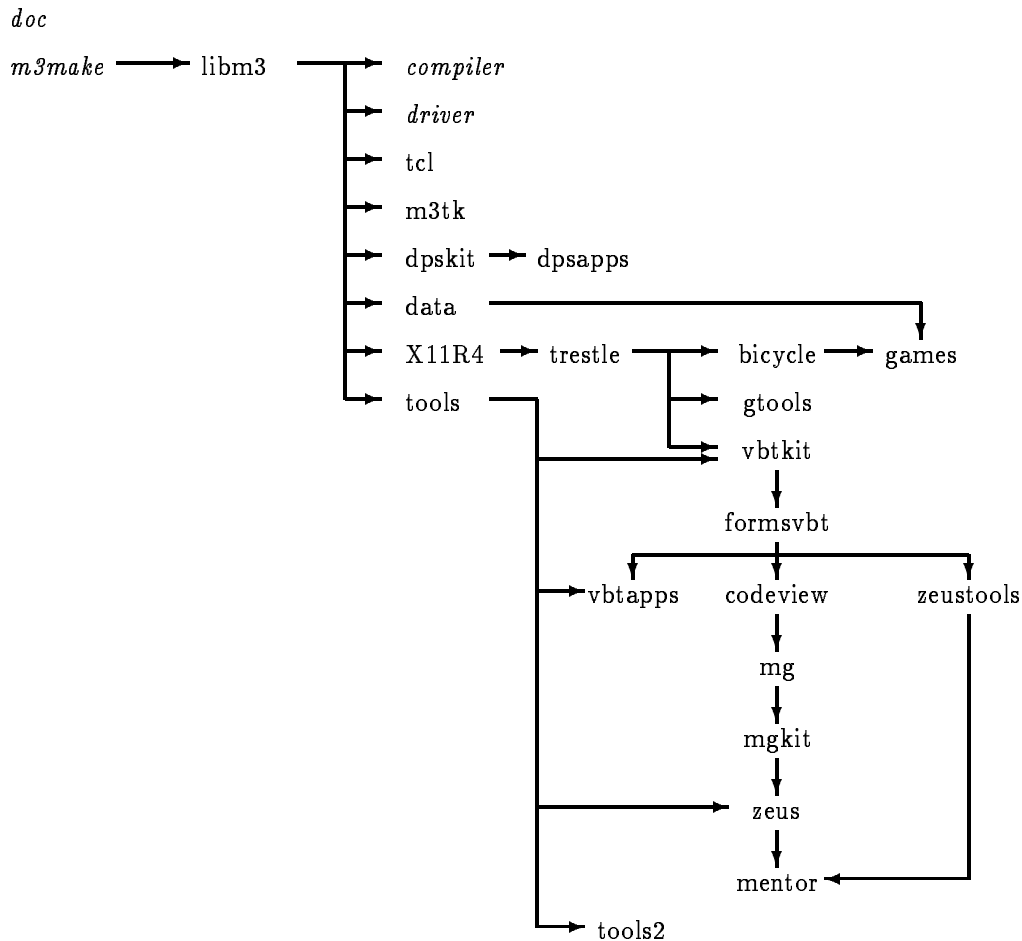 doc
m3make libm3 compiler
driver
tcl
m3tk
dpskit dpsapps
data
X11R4 trestle bicycle games
tools gtools
vbtkit
formsvbt
vbtapps codeview zeustools
mg
mgkit
zeus
mentor
tools2